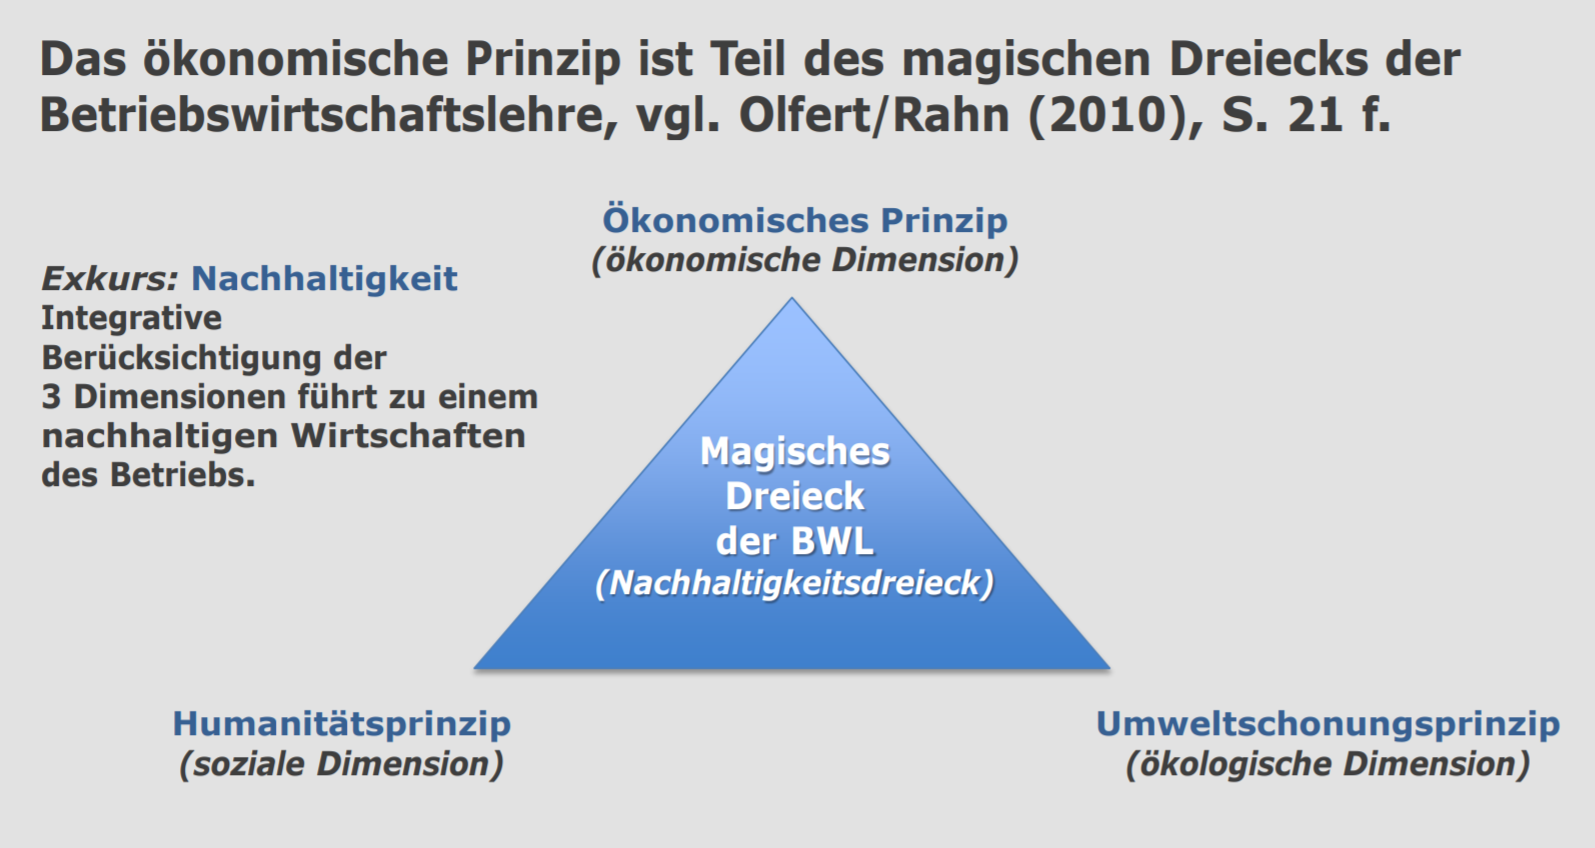 Das ökonomische Prinzip ist Teil des magischen Dreiecks der
Betriebswirtschaftslehre, vgl. Olfert/Rahn (2010), S. 21 f.
Ökonomisches Prinzip
(ökonomische Dimension)
Exkurs: Nachhaltigkeit
Integrative
Berücksichtigung der
3 Dimensionen führt zu einem
nachhaltigen Wirtschaften
des Betriebs.
Magisches
Dreieck
der BWL
(Nachhaltigkeitsdreieck)
Humanitätsprinzip
(soziale Dimension)
Umweltschonungsprinzip
(ökologische Dimension)